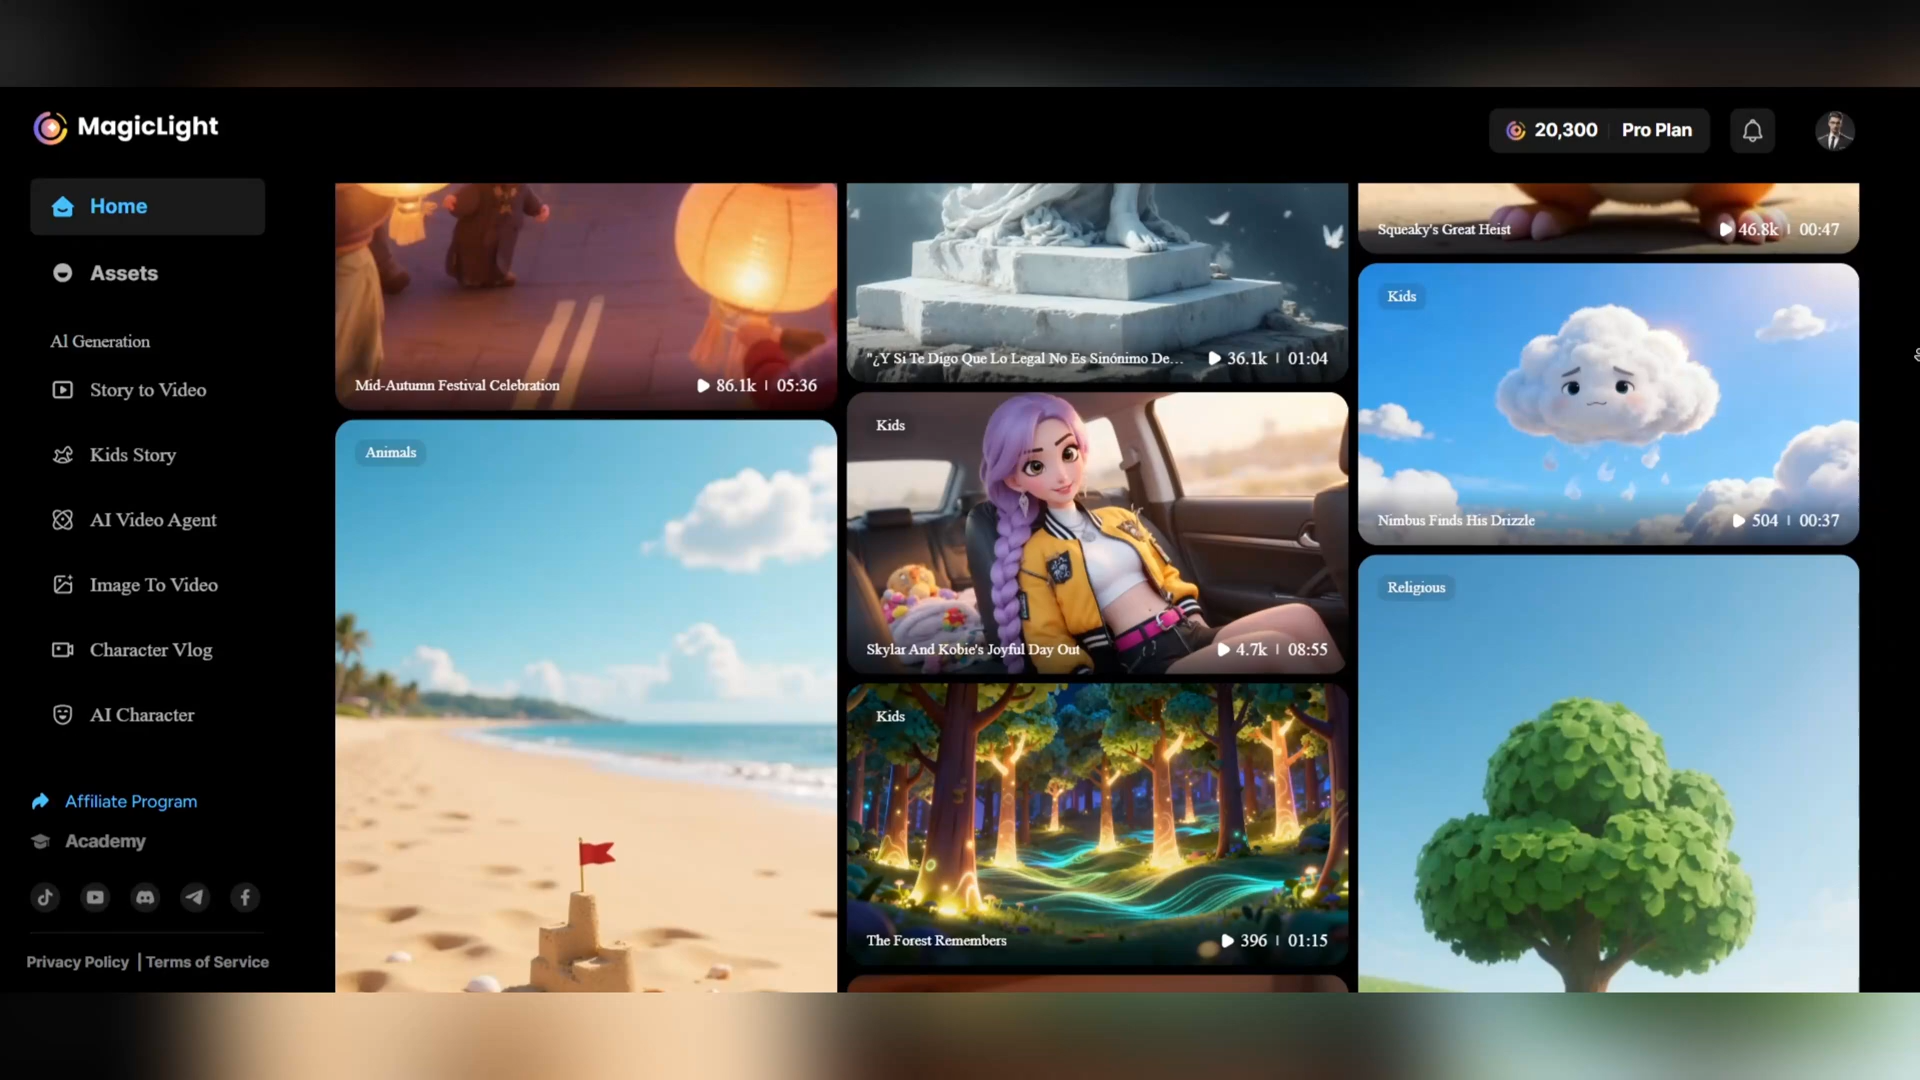 MagicLight
20,300 Pro Plan
Home
Assets
AI Generation
Story to Video
Kids Story
AI Video Agent
Image To Video
Character Vlog
AI Character
Affiliate Program
Academy
Privacy Policy | Terms of Service
Mid-Autumn Festival Celebration 86.1k | 05:36
Animals
"¿Y Si Te Digo Que Lo Legal No Es Sinónimo De... 36.1k | 01:04
Kids
Skylar And Kobie's Joyful Day Out 4.7k | 08:55
Kids
The Forest Remembers 396 | 01:15
Squeaky's Great Heist 46.8k | 00:47
Kids
Nimbus Finds His Drizzle 504 | 00:37
Religious